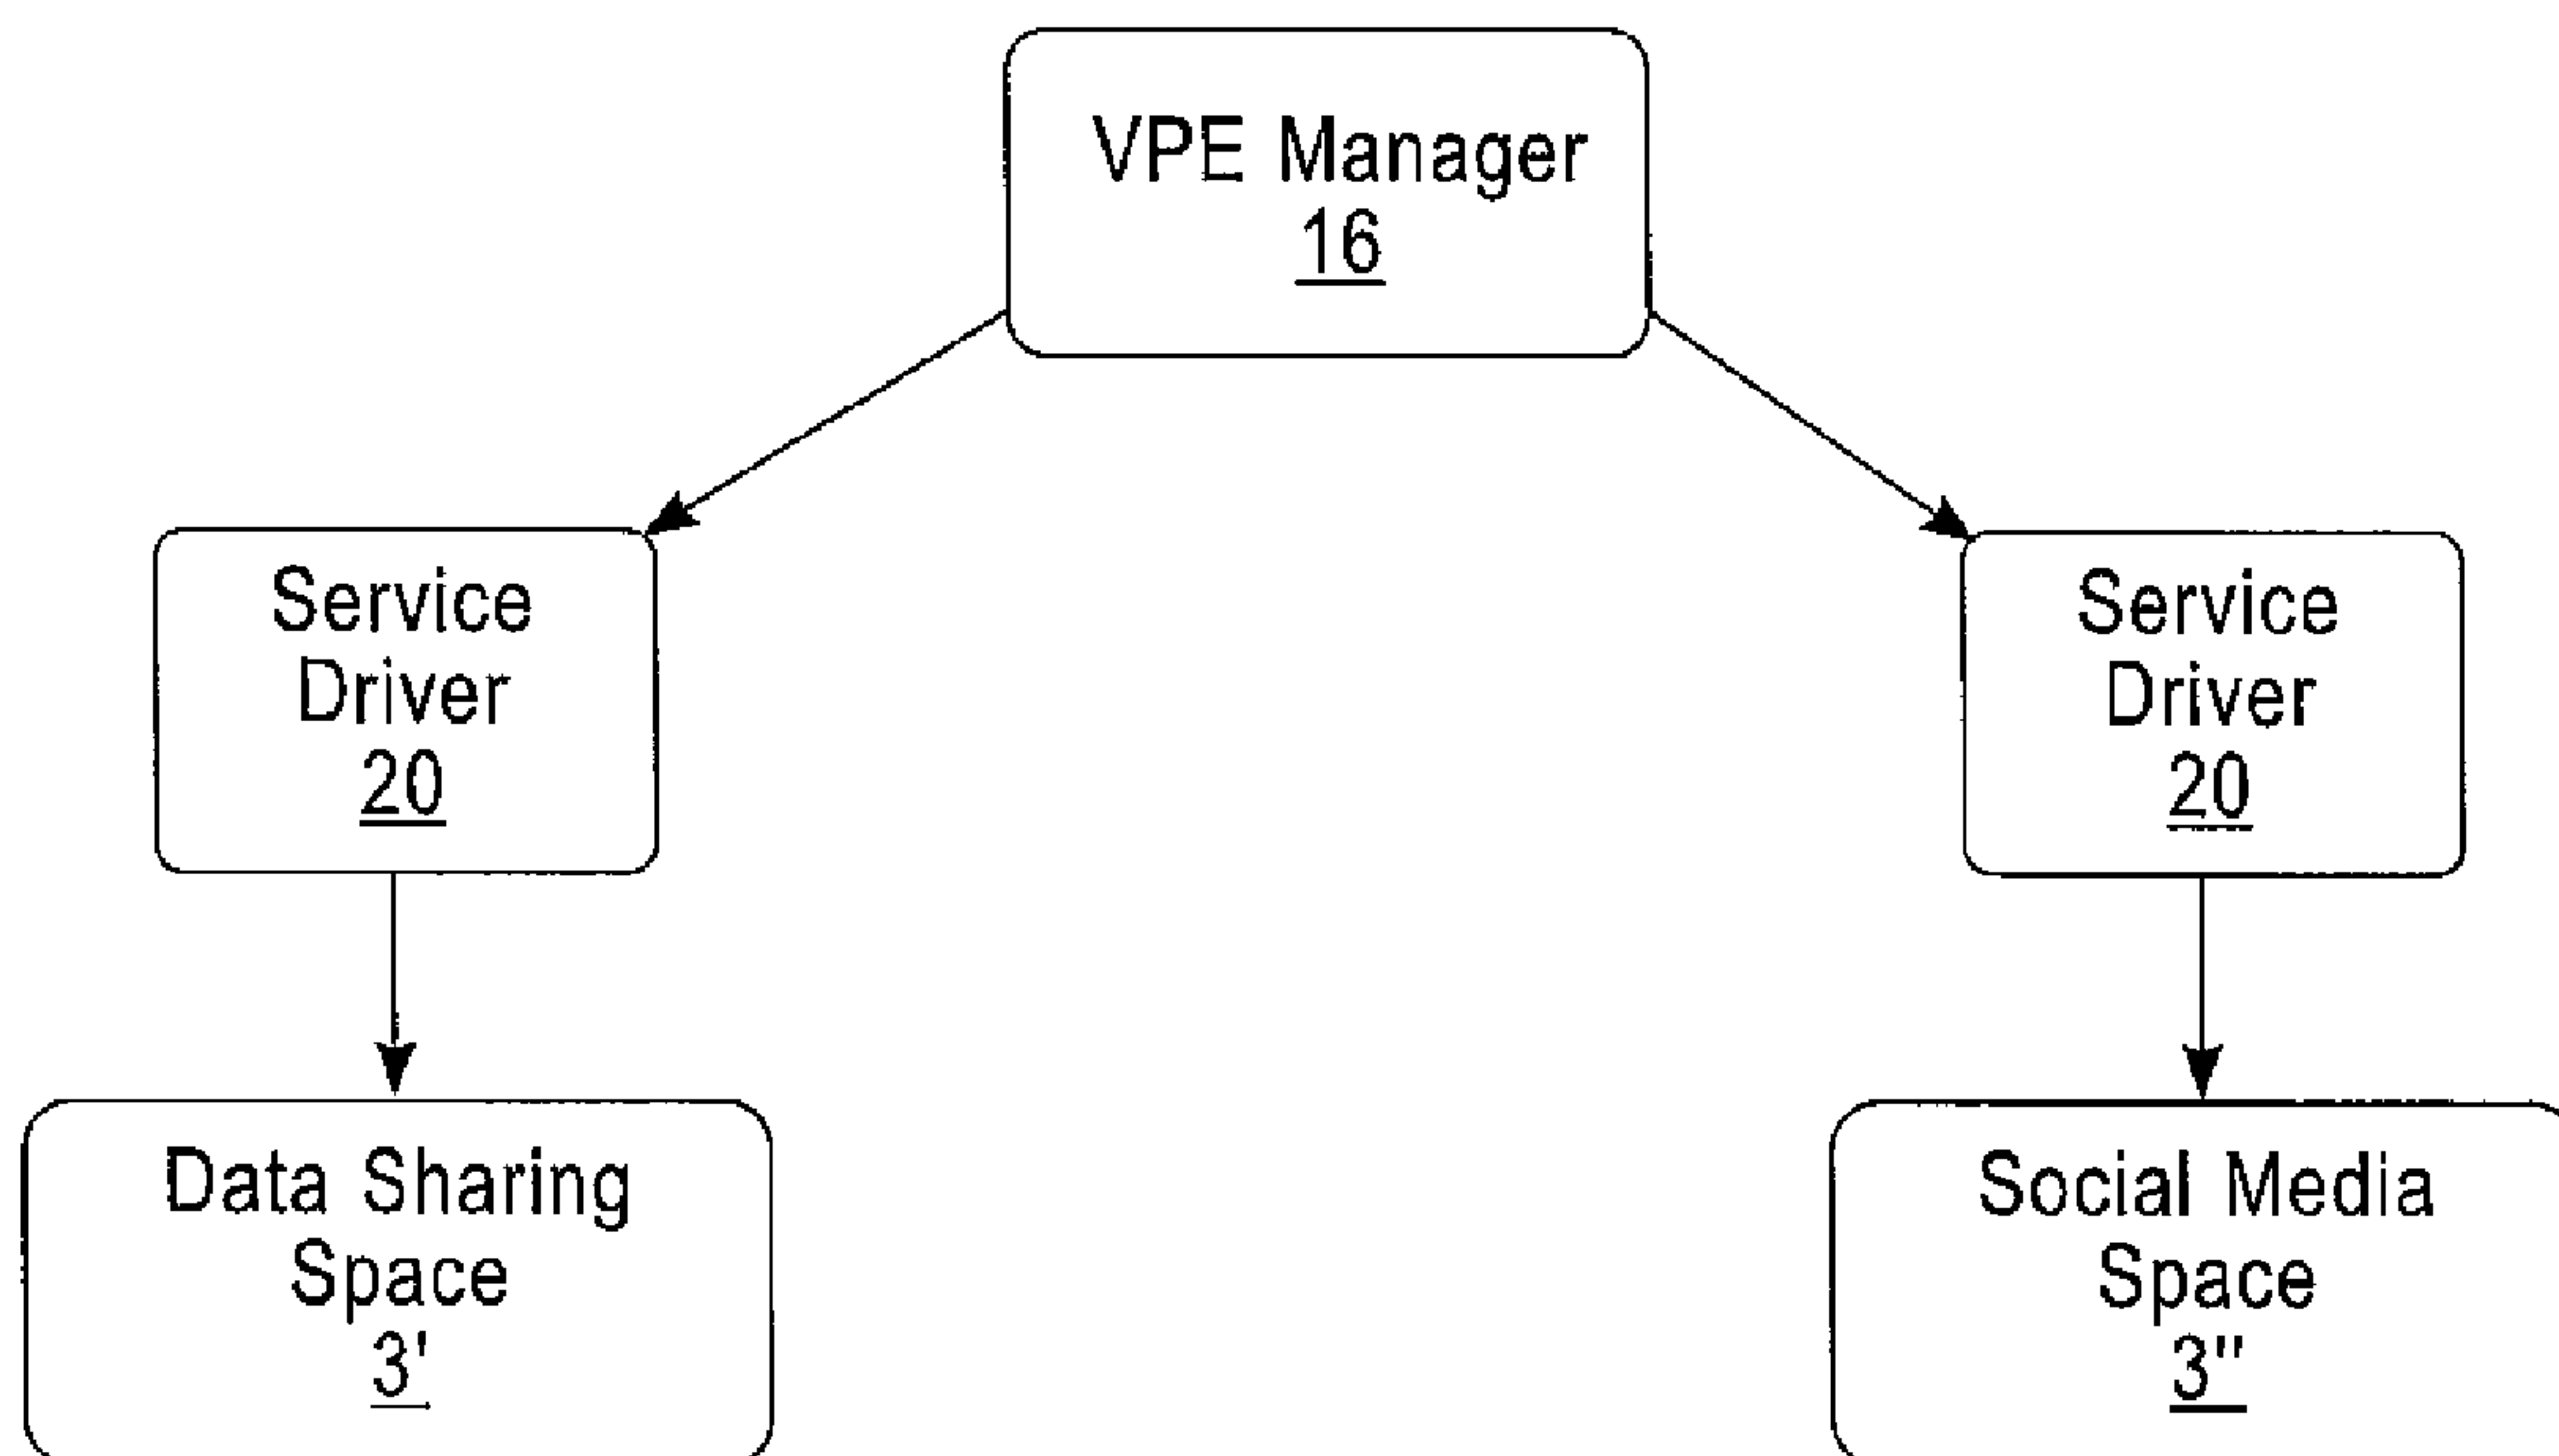 VPE Manager
16
Service
Driver
20
Service
Driver
20
Data Sharing
Space
3'
Social Media
Space
3"